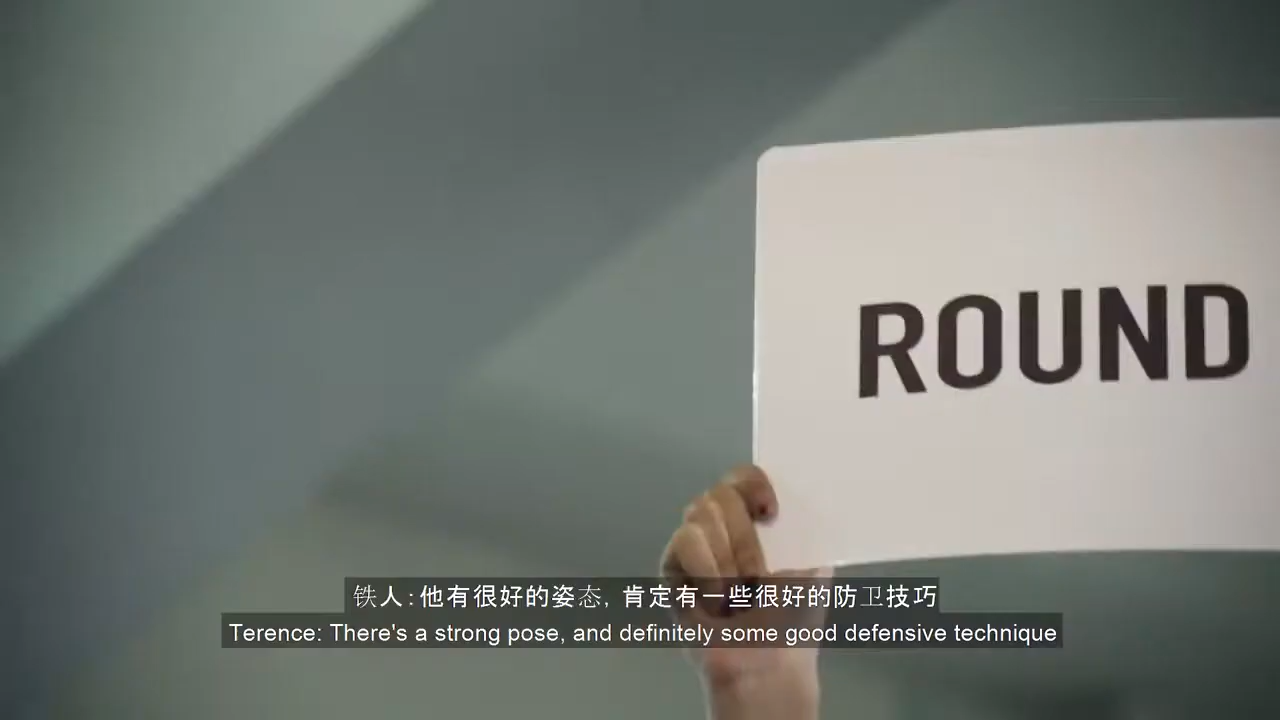 ROUND
铁人:他有很好的姿态, 肯定有一些很好的防卫技巧
Terence: There's a strong pose, and definitely some good defensive technique